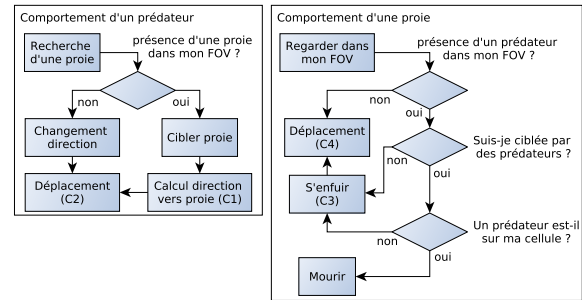 Comportement d'un prédateur
Recherche
d'une proie
présence d'une proie
dans mon FOV ?
non
oui
Changement
direction
Cibler proie
Déplacement
(C2)
Calcul direction
vers proie (C1)
Comportement d'une proie
Regarder dans
mon FOV
présence d'un prédateur
dans mon FOV ?
non
oui
Déplacement
(C4)
Suis-je ciblée par
des prédateurs ?
non
oui
S'enfuir
(C3)
Un prédateur est-il
sur ma cellule ?
non
oui
Mourir